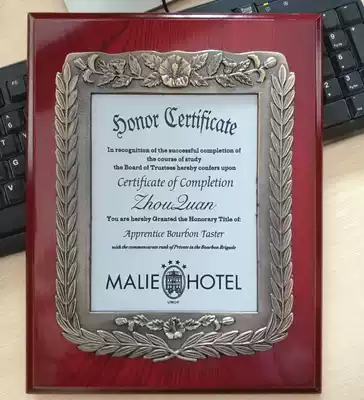 Honor Certificate
In recognition of the successful completion of
the course of study
the Board of Trustees hereby confers upon
Certificate of Completion
ZhouQuan
You are hereby Granted the Honorary Title of:
Apprentice Bourbon Taster
with the commensurate rank of Private in the Bourbon Brigade
MALIE HOTEL